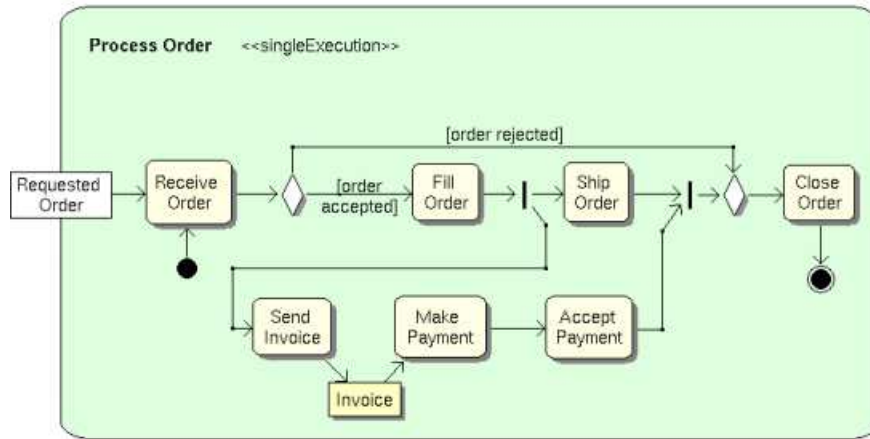 Process Order <<singleExecution>>
[order rejected]
Requested
Order
Receive
Order
[order
accepted]
Fill
Order
Ship
Order
Close
Order
Send
Invoice
Make
Payment
Accept
Payment
Invoice